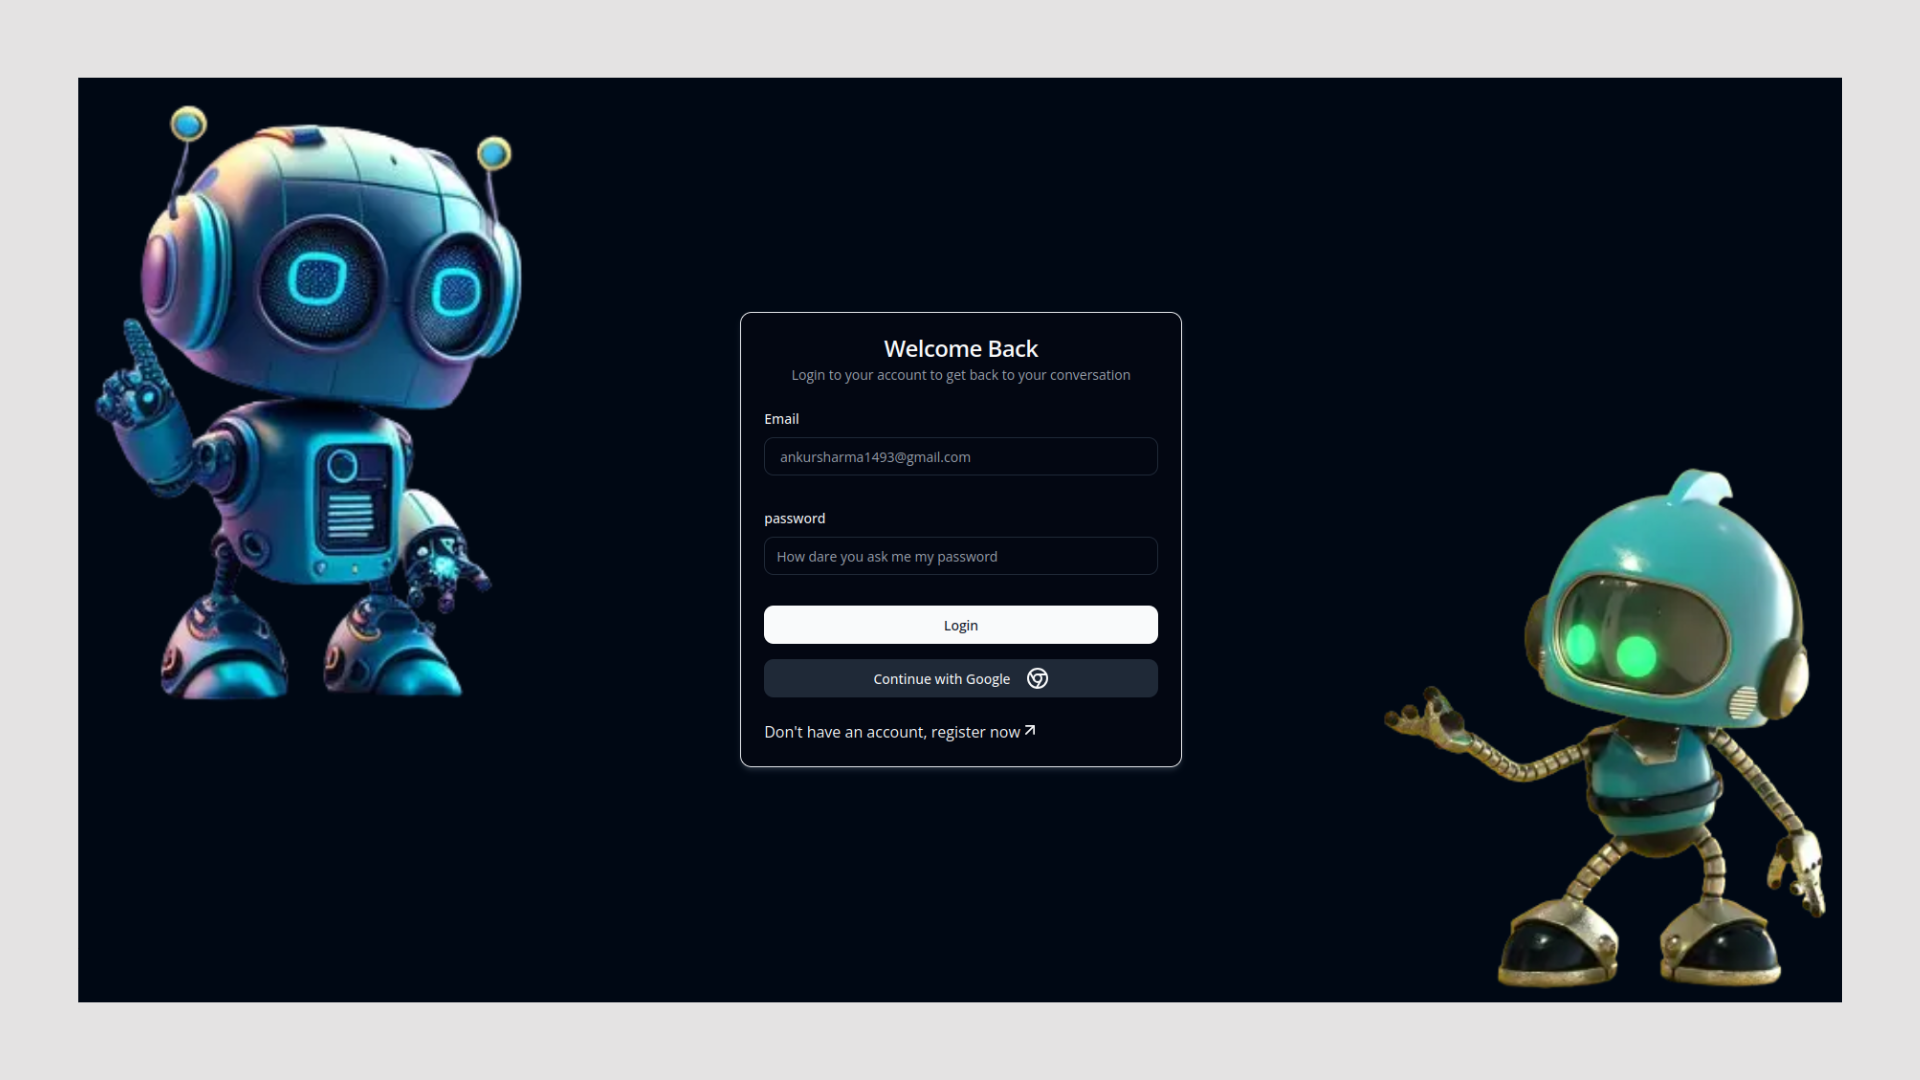 Welcome Back
Login to your account to get back to your conversation
Email
ankursharma1493@gmail.com
password
How dare you ask me my password
Login
Continue with Google
Don't have an account, register now